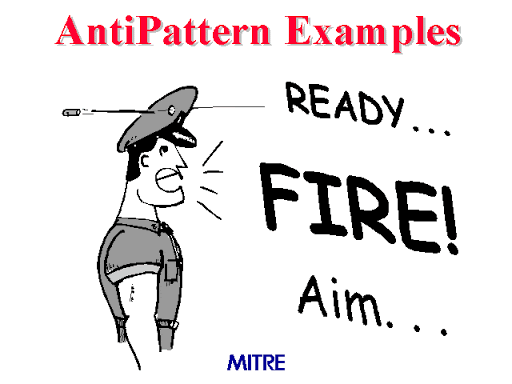 AntiPattern Examples
READY...
FIRE!
Aim...
MITRE